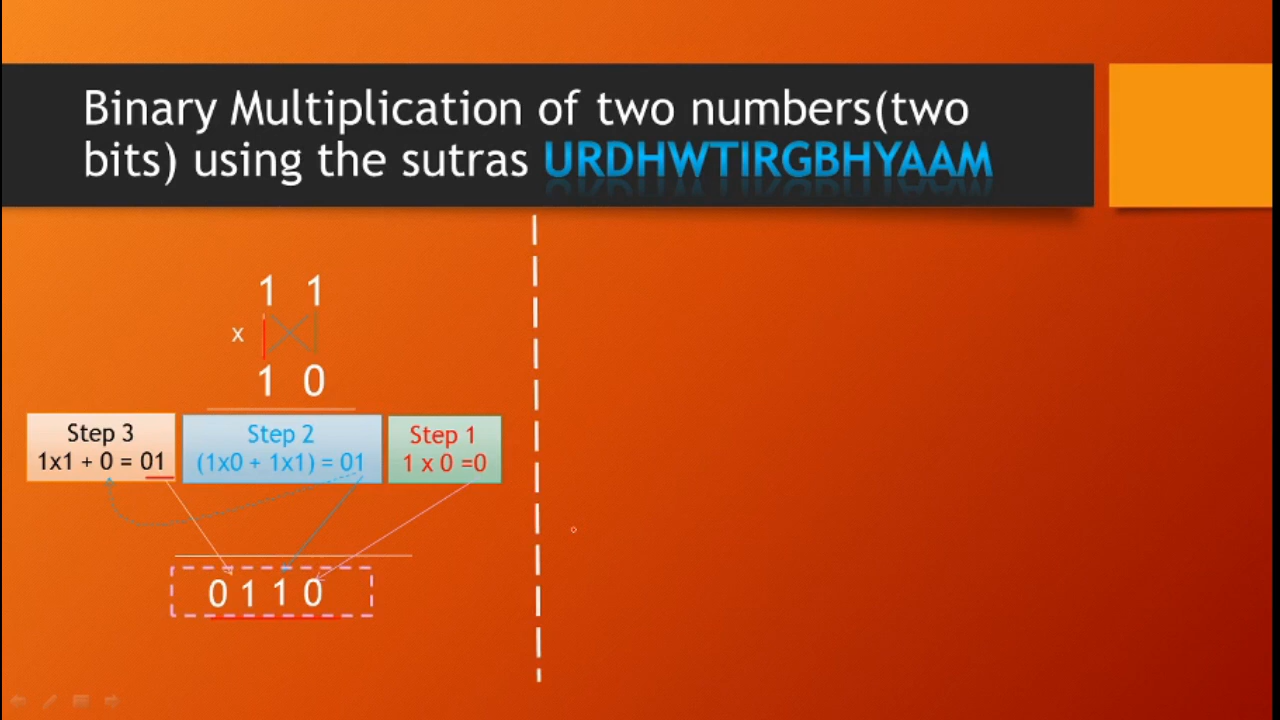 Binary Multiplication of two numbers(two
bits) using the sutras URDHWTIRGBHYAAM
1 1
x
1 0
Step 3
1x1 + 0 = 01
Step 2
(1x0 + 1x1) = 01
Step 1
1 x 0 =0
0 1 1 0